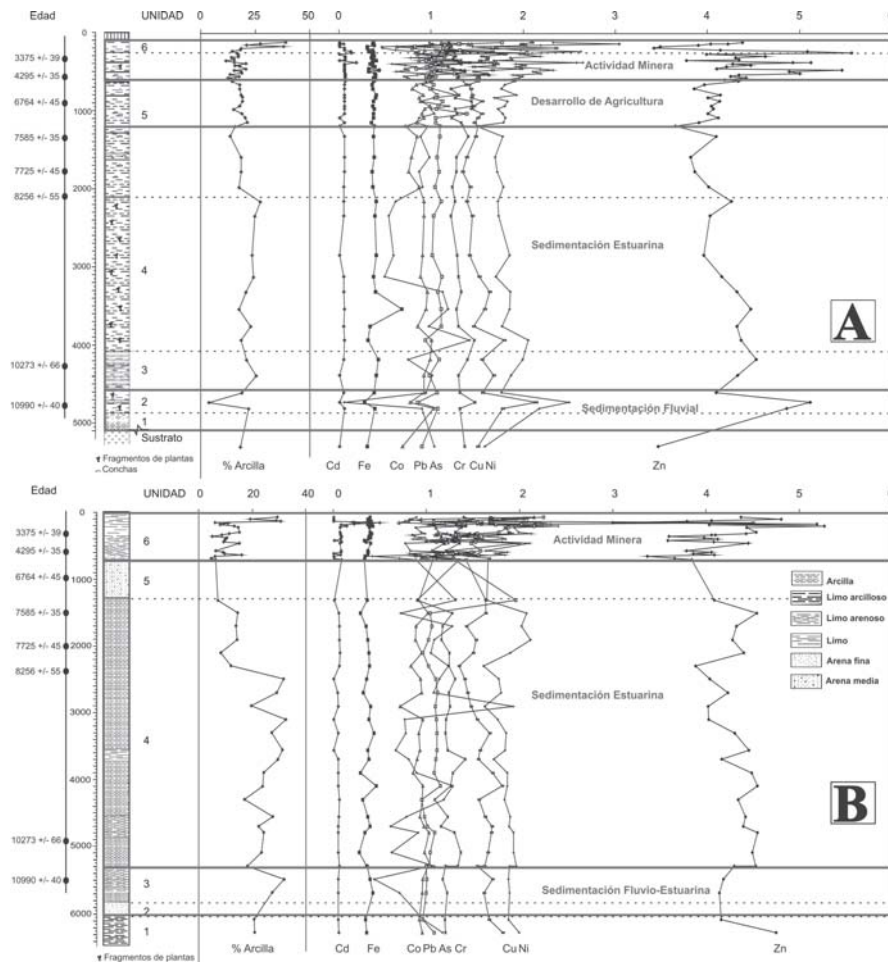 Edad
UNIDAD
0
25
50
0
1
2
3
4
5
0
6
3375 +/- 39
Actividad Minera
4295 +/- 35
6764 +/- 45
Desarrollo de Agricultura
1000
5
7585 +/- 35
7725 +/- 45
2000
8256 +/- 55
Sedimentación Estuarina
3000
4
A
4000
10273 +/- 66
3
10990 +/- 40
2
Sedimentación Fluvial
1
5000
Sustrato
Fragmentos de plantas
Conchas
% Arcilla
Cd
Fe
Co
Pb
As
Cr
Cu
Ni
Zn
Edad
UNIDAD
0
20
40
0
1
2
3
4
5
0
3375 +/- 39
6
Actividad Minera
4295 +/- 35
6764 +/- 45
1000
5
Arcilla
Limo arcilloso
7585 +/- 35
Limo arenoso
7725 +/- 45
2000
Limo
8256 +/- 55
Arena fina
Sedimentación Estuarina
Arena media
3000
4
4000
B
10273 +/- 66
5000
10990 +/- 40
3
Sedimentación Fluvio-Estuarina
2
6000
1
% Arcilla
Cd
Fe
Co
Pb
As
Cr
Cu
Ni
Zn
Fragmentos de plantas